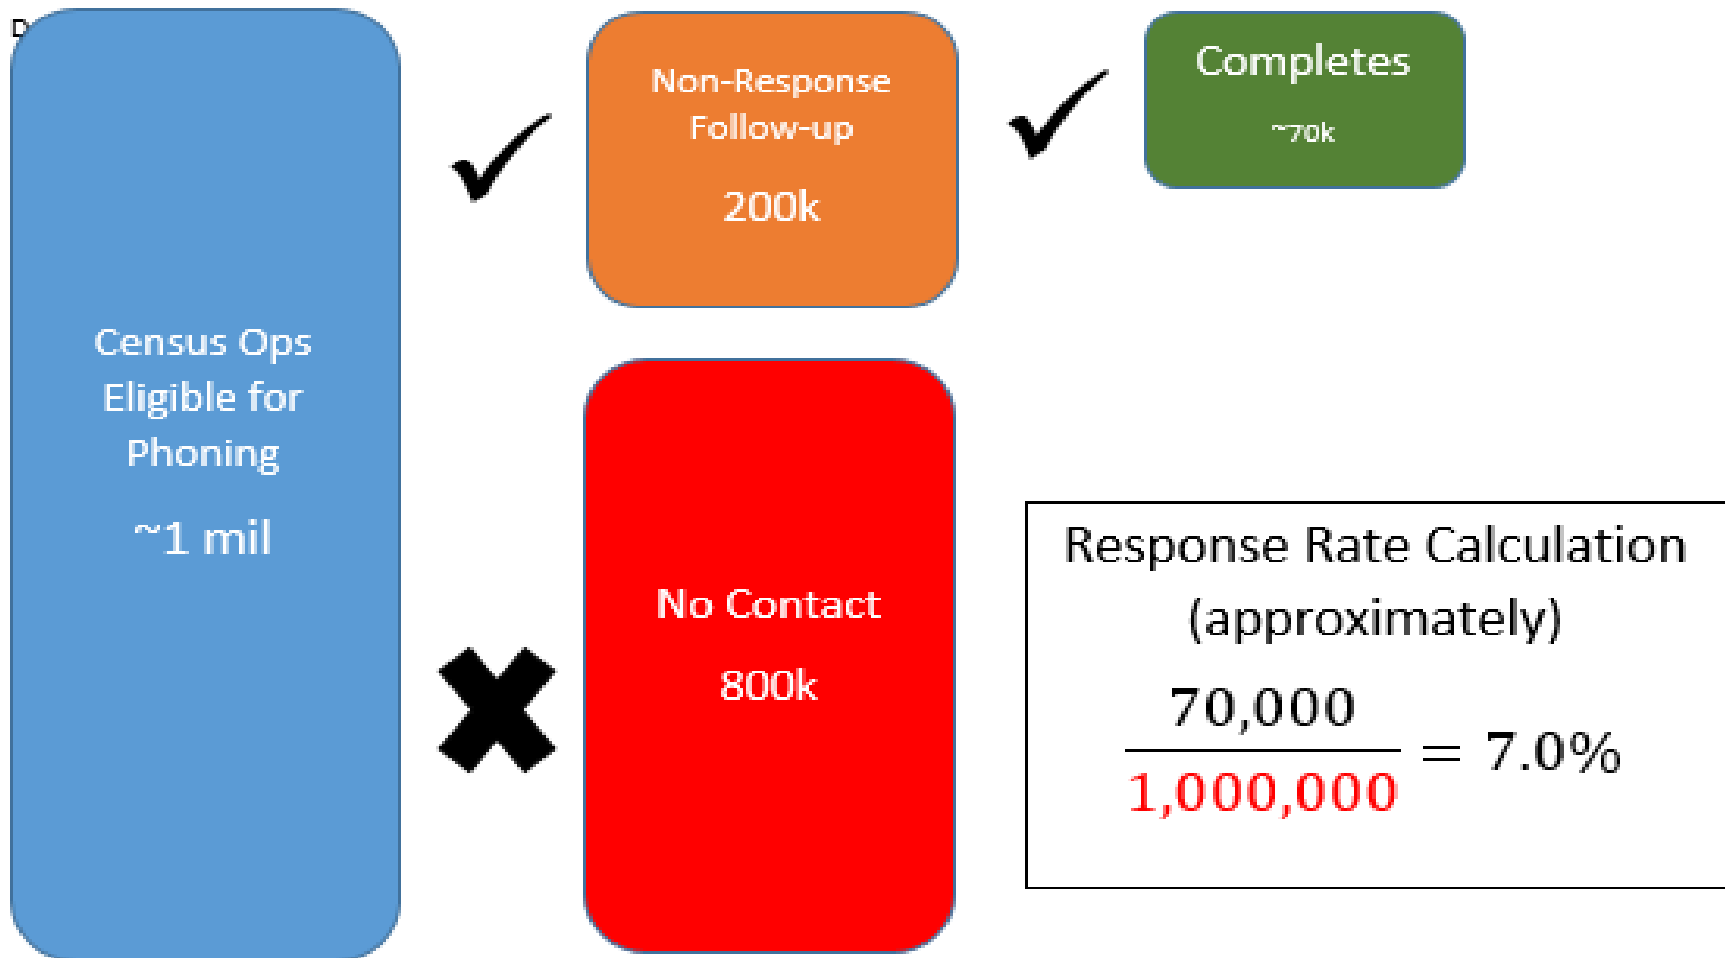 D
Census Ops
Eligible for
Phoning
~1 mil
Non-Response
Follow-up
200k
Completes
~70k
No Contact
800k
Response Rate Calculation
(approximately)
70,000
1,000,000
= 7.0%